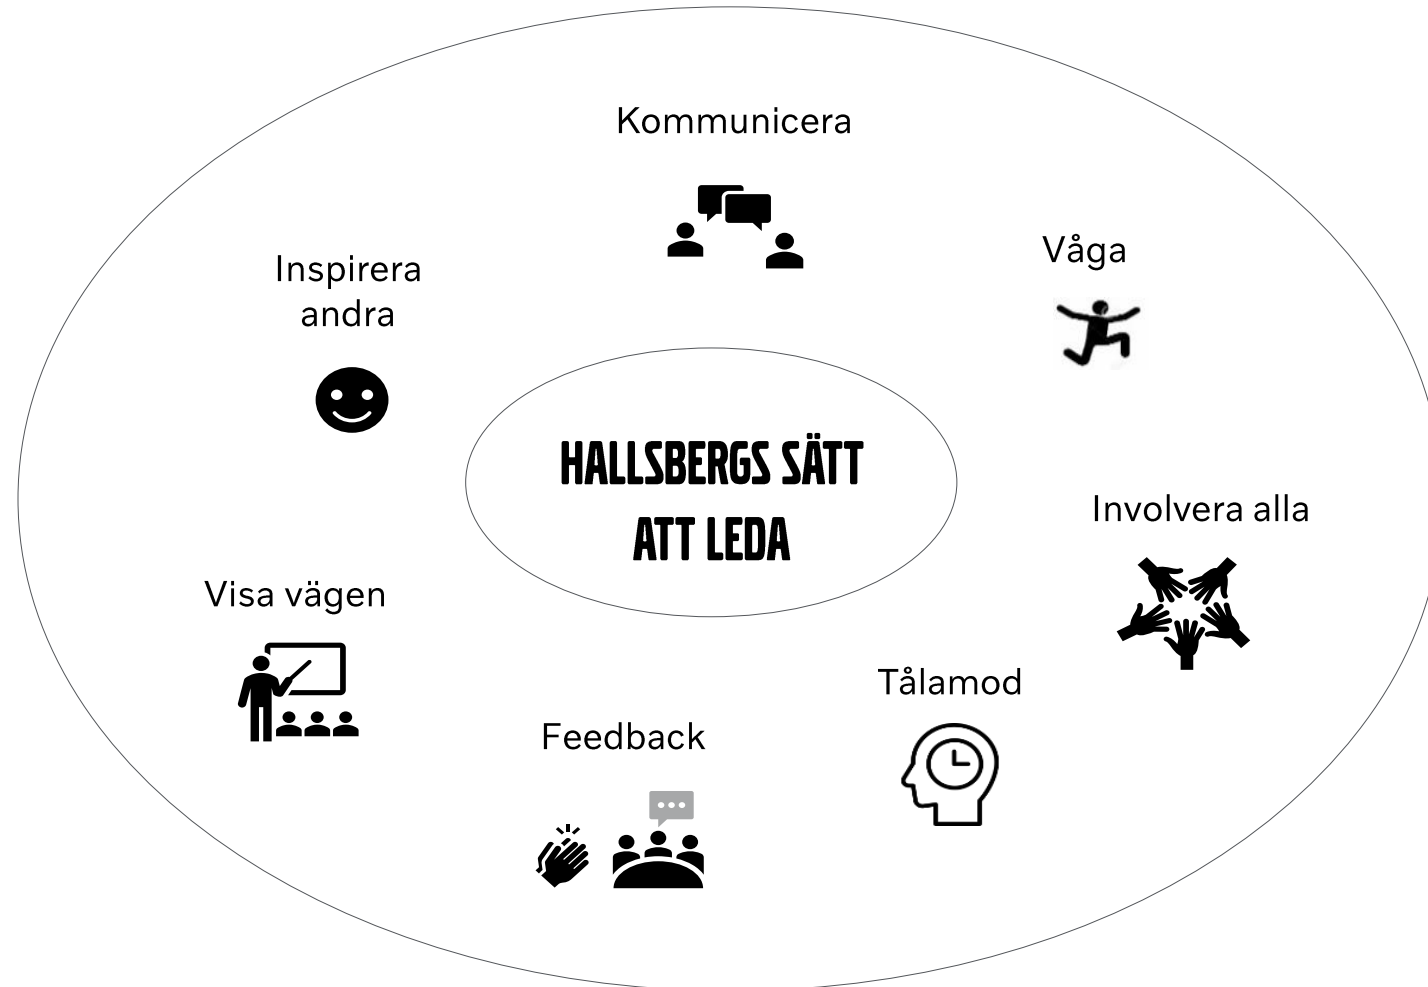 Kommunicera
Våga
Inspirera
andra
HALLSBERGS SÄTT
ATT LEDA
Involvera alla
Visa vägen
Tålamod
Feedback